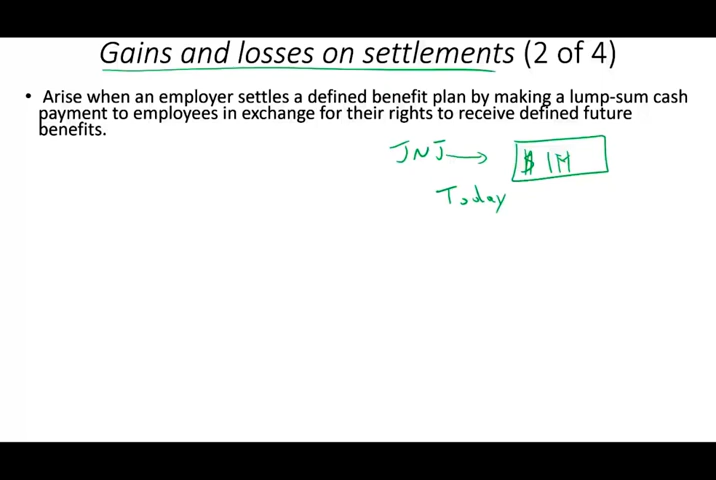 Gains and losses on settlements (2 of 4)
• Arise when an employer settles a defined benefit plan by making a lump-sum cash
payment to employees in exchange for their rights to receive defined future
benefits.
JNJ → $ 1M
Today